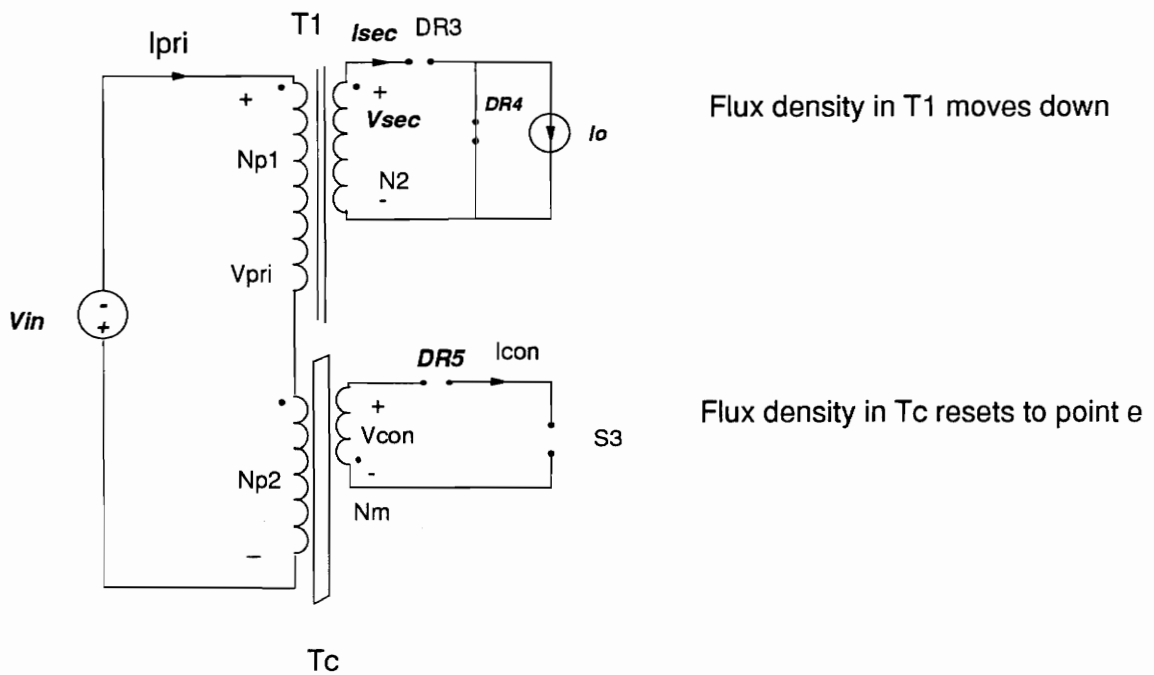 T1
Ipri
Isec
DR3
+
+
Vsec
DR4
Io
Np1
N2
-
Flux density in T1 moves down
Vpri
Vin
-
+
DR5
Icon
+
Vcon
-
S3
Flux density in Tc resets to point e
Np2
Nm
–
Tc